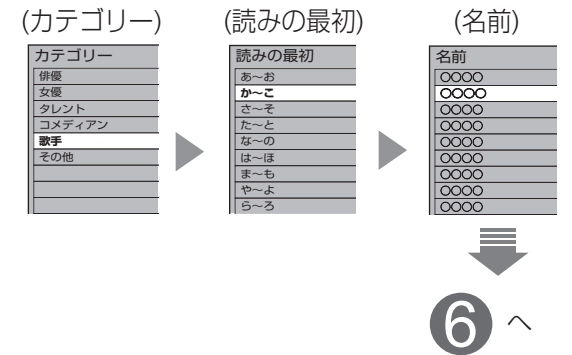 (カテゴリー)
カテゴリー
俳優
女優
タレント
コメディアン
歌手
その他
(読みの最初)
読みの最初
あ～お
か～こ
さ～そ
た～と
な～の
は～ほ
ま～も
や～よ
ら～ろ
(名前)
名前
○○○○
○○○○
○○○○
○○○○
○○○○
○○○○
○○○○
○○○○
6 へ